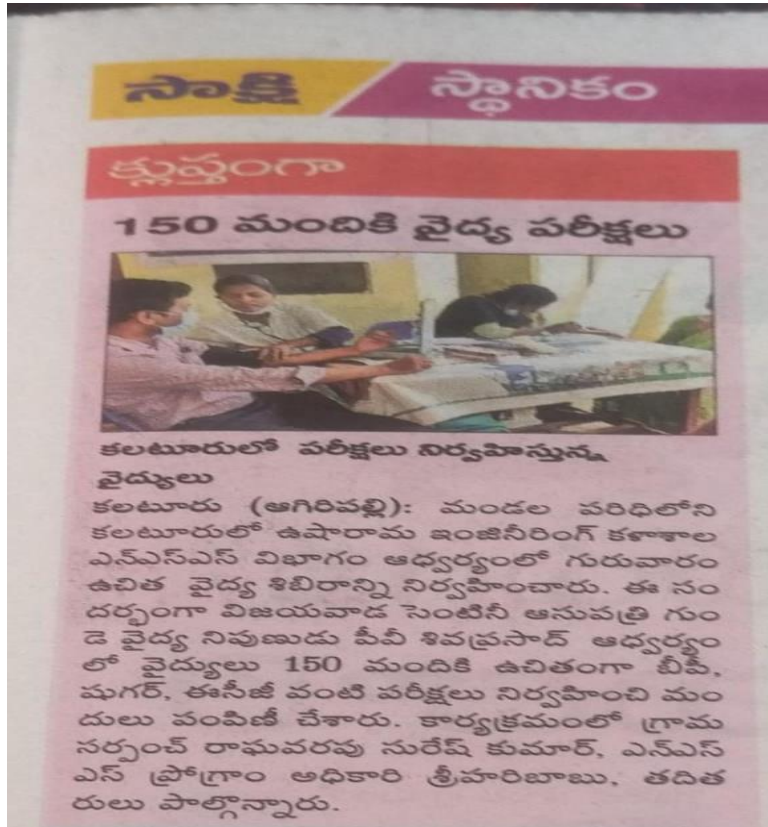 సాక్షి స్థానికం
క్లుప్తంగా
150 మందికి వైద్య పరీక్షలు
కలటూరులో పరీక్షలు నిర్వహిస్తున్న
వైద్యులు
కలటూరు (ఆగిరిపల్లి): మండల పరిధిలోని
కలటూరులో ఉషారామ ఇంజినీరింగ్ కళాశాల
ఎన్ఎస్ఎస్ విభాగం ఆధ్వర్యంలో గురువారం
ఉచిత వైద్య శిబిరాన్ని నిర్వహించారు. ఈ సం
దర్భంగా విజయవాడ సెంటినీ ఆసుపత్రి గుం
డె వైద్య నిపుణుడు పీవీ శివప్రసాద్ ఆధ్వర్యం
లో వైద్యులు 150 మందికి ఉచితంగా బీపీ,
షుగర్, ఈసీజీ వంటి పరీక్షలు నిర్వహించి మం
దులు పంపిణీ చేశారు. కార్యక్రమంలో గ్రామ
సర్పంచ్ రాఘవరపు సురేష్ కుమార్, ఎన్ఎస్
ఎస్ ప్రోగ్రాం అధికారి శ్రీహరిబాబు, తదిత
రులు పాల్గొన్నారు.